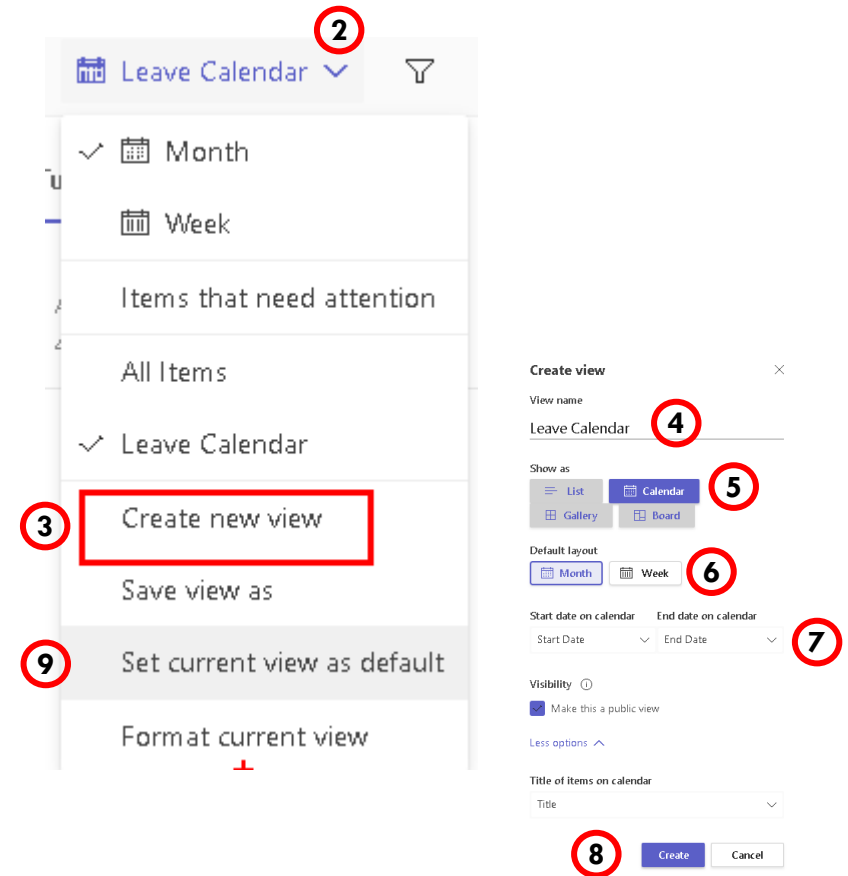 2
Leave Calendar
Month
Tu
Week
Items that need attention
All Items
Leave Calendar
3
Create new view
Save view as
9
Set current view as default
Format current view
Create view
View name
Leave Calendar
4
Show as
List
Calendar
5
Gallery
Board
Default layout
Month
Week
6
Start date on calendar
End date on calendar
Start Date
End Date
7
Visibility
Make this a public view
Less options
Title of items on calendar
Title
8
Create
Cancel